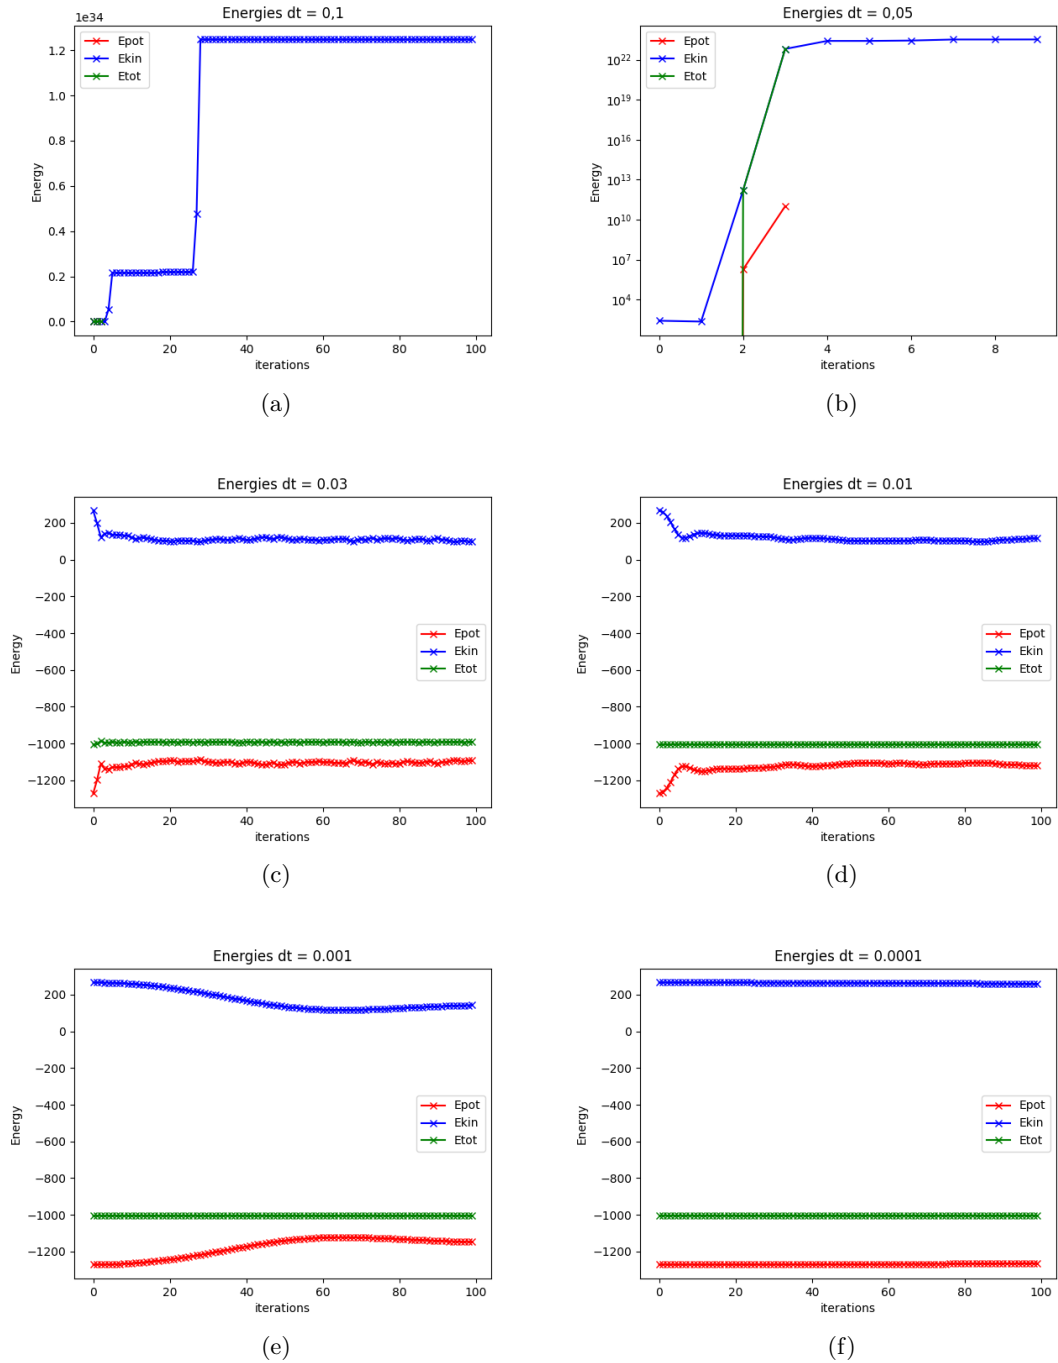 Energies dt = 0,1
1e34
1.2
1.0
0.8
0.6
0.4
0.2
0.0
Energy
Epot
Ekin
Etot
0 20 40 60 80 100
iterations
(a)
Energies dt = 0,05
10^22
10^19
10^16
10^13
10^10
10^7
10^4
Energy
Epot
Ekin
Etot
0 2 4 6 8
iterations
(b)
Energies dt = 0.03
200
0
−200
−400
−600
−800
−1000
−1200
Energy
Epot
Ekin
Etot
0 20 40 60 80 100
iterations
(c)
Energies dt = 0.01
200
0
−200
−400
−600
−800
−1000
−1200
Energy
Epot
Ekin
Etot
0 20 40 60 80 100
iterations
(d)
Energies dt = 0.001
200
0
−200
−400
−600
−800
−1000
−1200
Energy
Epot
Ekin
Etot
0 20 40 60 80 100
iterations
(e)
Energies dt = 0.0001
200
0
−200
−400
−600
−800
−1000
−1200
Energy
Epot
Ekin
Etot
0 20 40 60 80 100
iterations
(f)